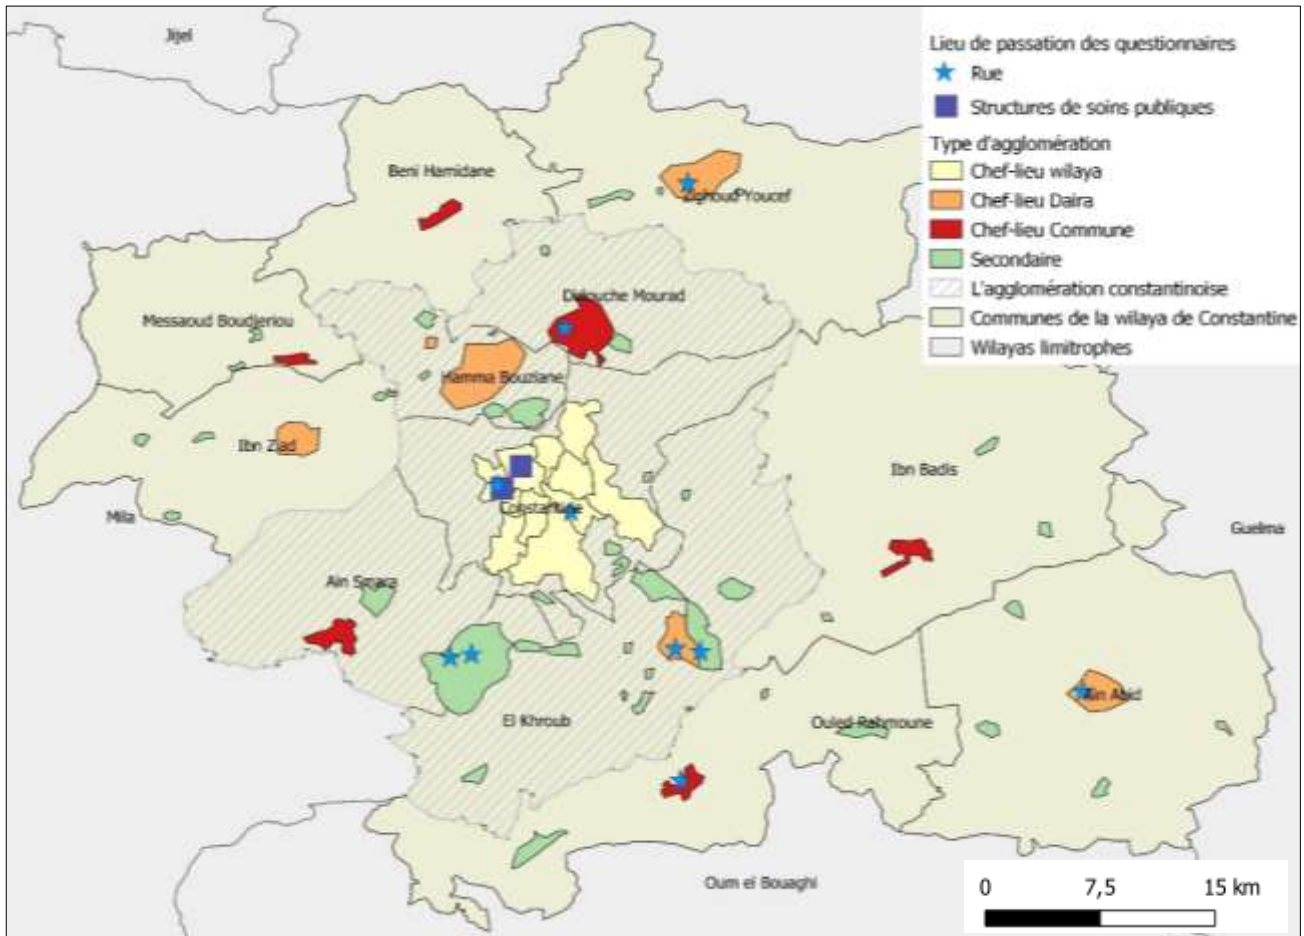 Jijel
Lieu de passation des questionnaires
Rue
Structures de soins publiques
Type d'agglomération
Chef-lieu wilaya
Chef-lieu Daira
Chef-lieu Commune
Secondaire
L'agglomération constantinoise
Communes de la wilaya de Constantine
Wilayas limitrophes
Beni Hamidane
Zighoud Youcef
Didouche Mourad
Messaoud Boudjeriou
Hamma Bouziane
Ibn Ziad
Ibn Badis
Constantine
Mila
Guelma
Ain Smara
Ain Abid
El Khroub
Ouled Rahmoune
Oum el Bouaghi
0 7,5 15 km